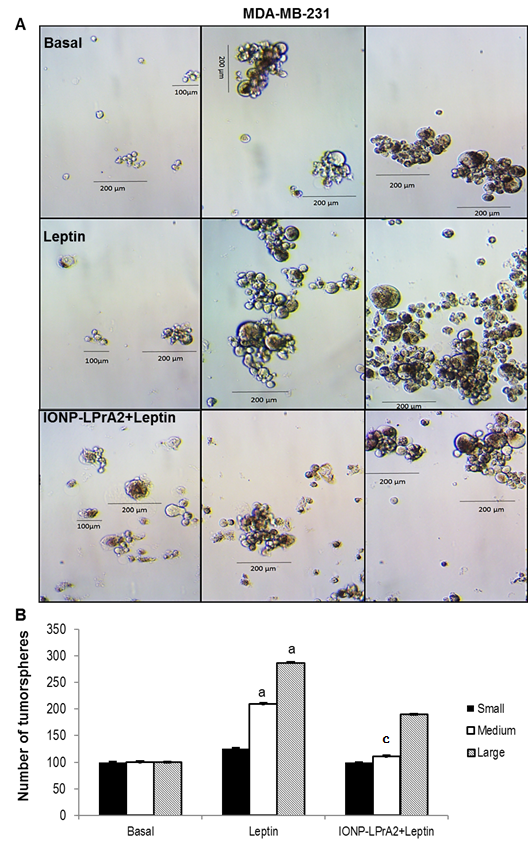 MDA-MB-231
A
Basal
100µm
200 µm
200 µm
200 µm
200 µm
200 µm
Leptin
100µm
200 µm
200 µm
200 µm
IONP-LPrA2+Leptin
200 µm
100µm
200 µm
200 µm
200 µm
B
Number of tumorspheres
350
300
250
200
150
100
50
0
a
a
c
Small
Medium
Large
Basal
Leptin
IONP-LPrA2+Leptin